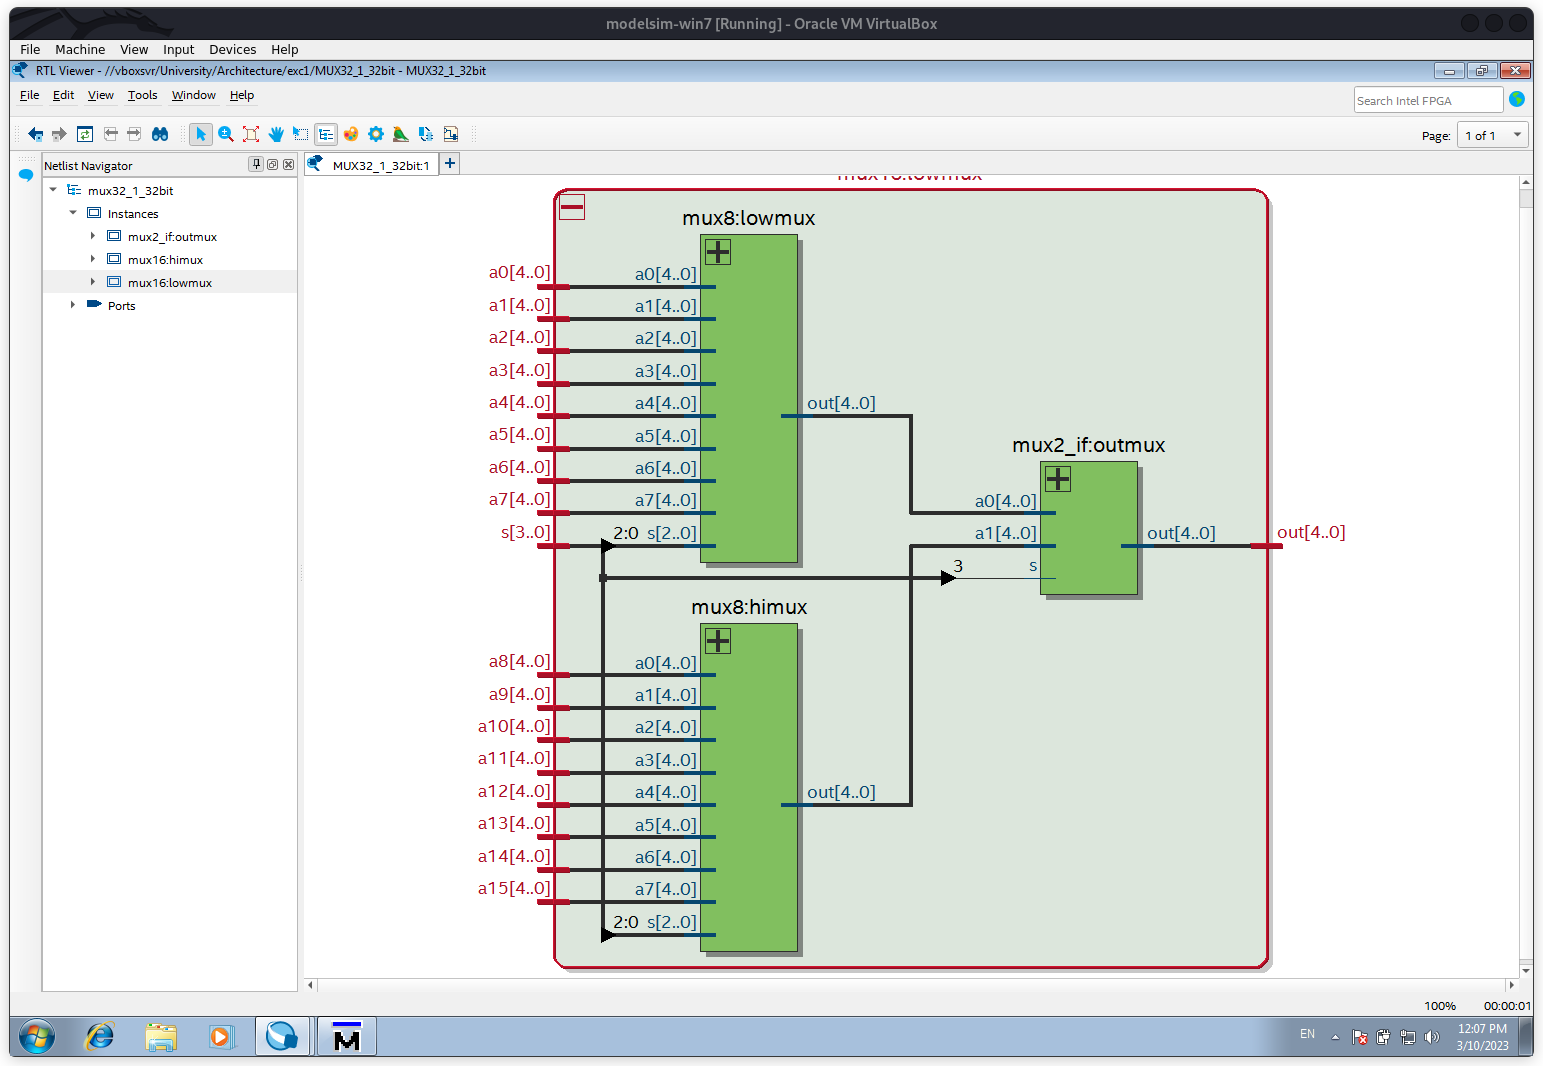 modelsim-win7 [Running] - Oracle VM VirtualBox
File Machine View Input Devices Help
RTL Viewer - //vboxsvr/University/Architecture/exc1/MUX32_1_32bit - MUX32_1_32bit
File Edit View Tools Window Help
Search Intel FPGA
Page: 1 of 1
Netlist Navigator
mux32_1_32bit
Instances
mux2_if:outmux
mux16:himux
mux16:lowmux
Ports
MUX32_1_32bit:1
mux16:lowmux
mux8:lowmux
a0[4..0] a0[4..0]
a1[4..0] a1[4..0]
a2[4..0] a2[4..0]
a3[4..0] a3[4..0]
a4[4..0] a4[4..0] out[4..0]
a5[4..0] a5[4..0]
mux2_if:outmux
a6[4..0] a6[4..0]
a7[4..0] a7[4..0] a0[4..0]
s[3..0] 2:0 s[2..0] a1[4..0] out[4..0] out[4..0]
3 s
mux8:himux
a8[4..0] a0[4..0]
a9[4..0] a1[4..0]
a10[4..0] a2[4..0]
a11[4..0] a3[4..0]
a12[4..0] a4[4..0] out[4..0]
a13[4..0] a5[4..0]
a14[4..0] a6[4..0]
a15[4..0] a7[4..0]
2:0 s[2..0]
100% 00:00:01
EN
12:07 PM
3/10/2023